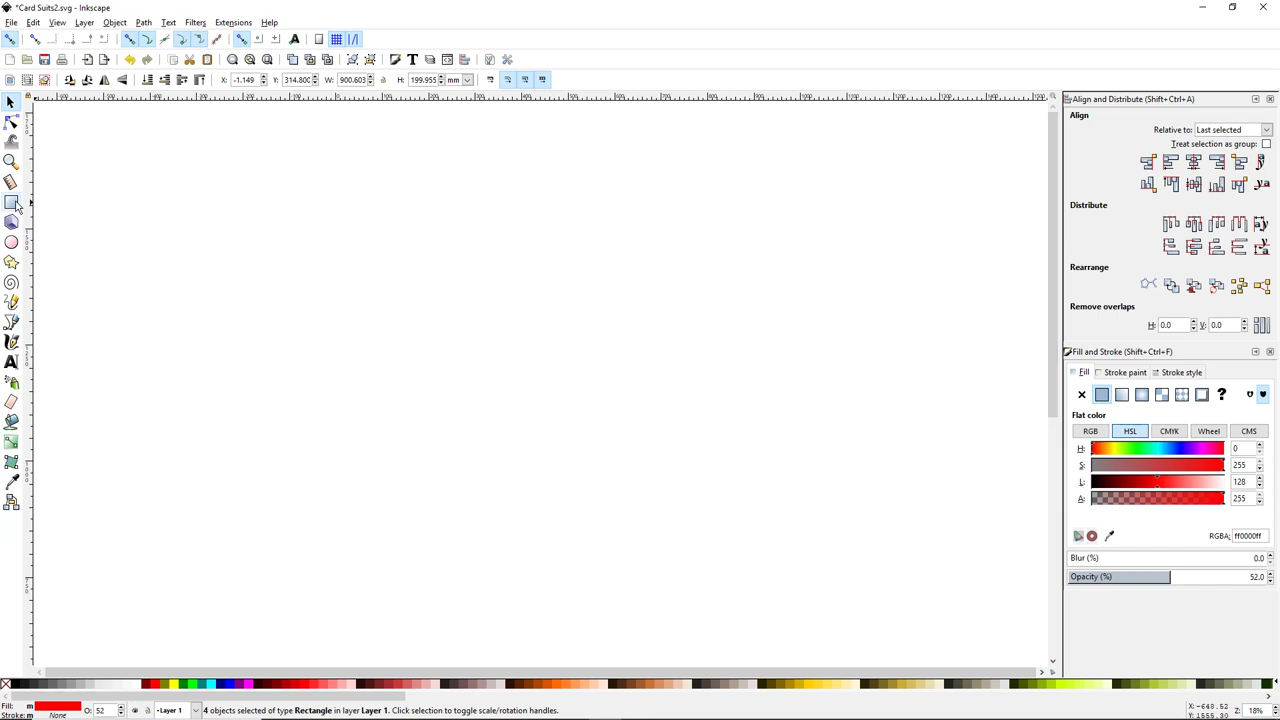 *Card Suits2.svg - Inkscape
File Edit View Layer Object Path Text Filters Extensions Help
X: -1.149 Y: 314.800 W: 900.603 H: 199.955 mm
Align and Distribute (Shift+Ctrl+A)
Align
Relative to: Last selected
Treat selection as group:
Distribute
Rearrange
Remove overlaps
H: 0.0 V: 0.0
Fill and Stroke (Shift+Ctrl+F)
Fill Stroke paint Stroke style
Flat color
RGB HSL CMYK Wheel CMS
H: 0
S: 255
L: 128
A: 255
RGBA: ff0000ff
Blur (%) 0.0
Opacity (%) 52.0
Fill: m O: 52 Layer 1 4 objects selected of type Rectangle in layer Layer 1. Click selection to toggle scale/rotation handles. X: -648.52 Z: 18%
Stroke: m None Y: 1555.30